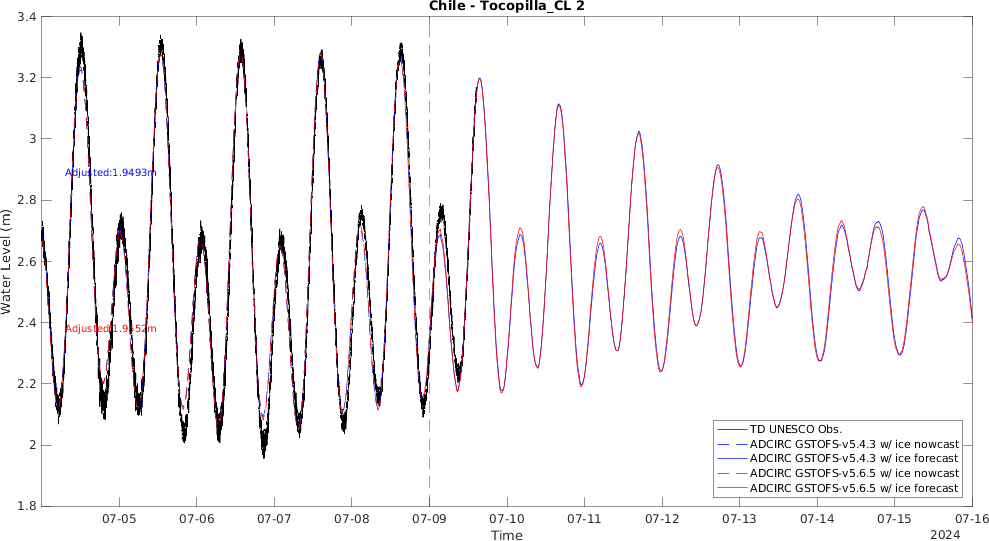 Chile - Tocopilla_CL 2
3.4
3.2
3
2.8
2.6
2.4
2.2
2
1.8
Water Level (m)
Adjusted:1.9493m
TD UNESCO Obs.
ADCIRC GSTOFS-v5.4.3 w/ ice nowcast
ADCIRC GSTOFS-v5.4.3 w/ ice forecast
ADCIRC GSTOFS-v5.6.5 w/ ice nowcast
ADCIRC GSTOFS-v5.6.5 w/ ice forecast
07-05 07-06 07-07 07-08 07-09 07-10 07-11 07-12 07-13 07-14 07-15 07-16
Time
2024